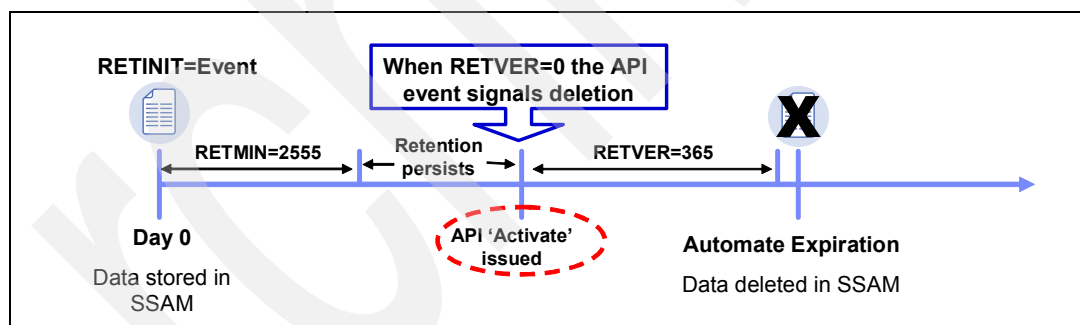 RETINIT=Event
When RETVER=0 the API
event signals deletion
X
RETMIN=2555
Retention
persists
RETVER=365
Day 0
Data stored in
SSAM
API ‘Activate’
issued
Automate Expiration
Data deleted in SSAM